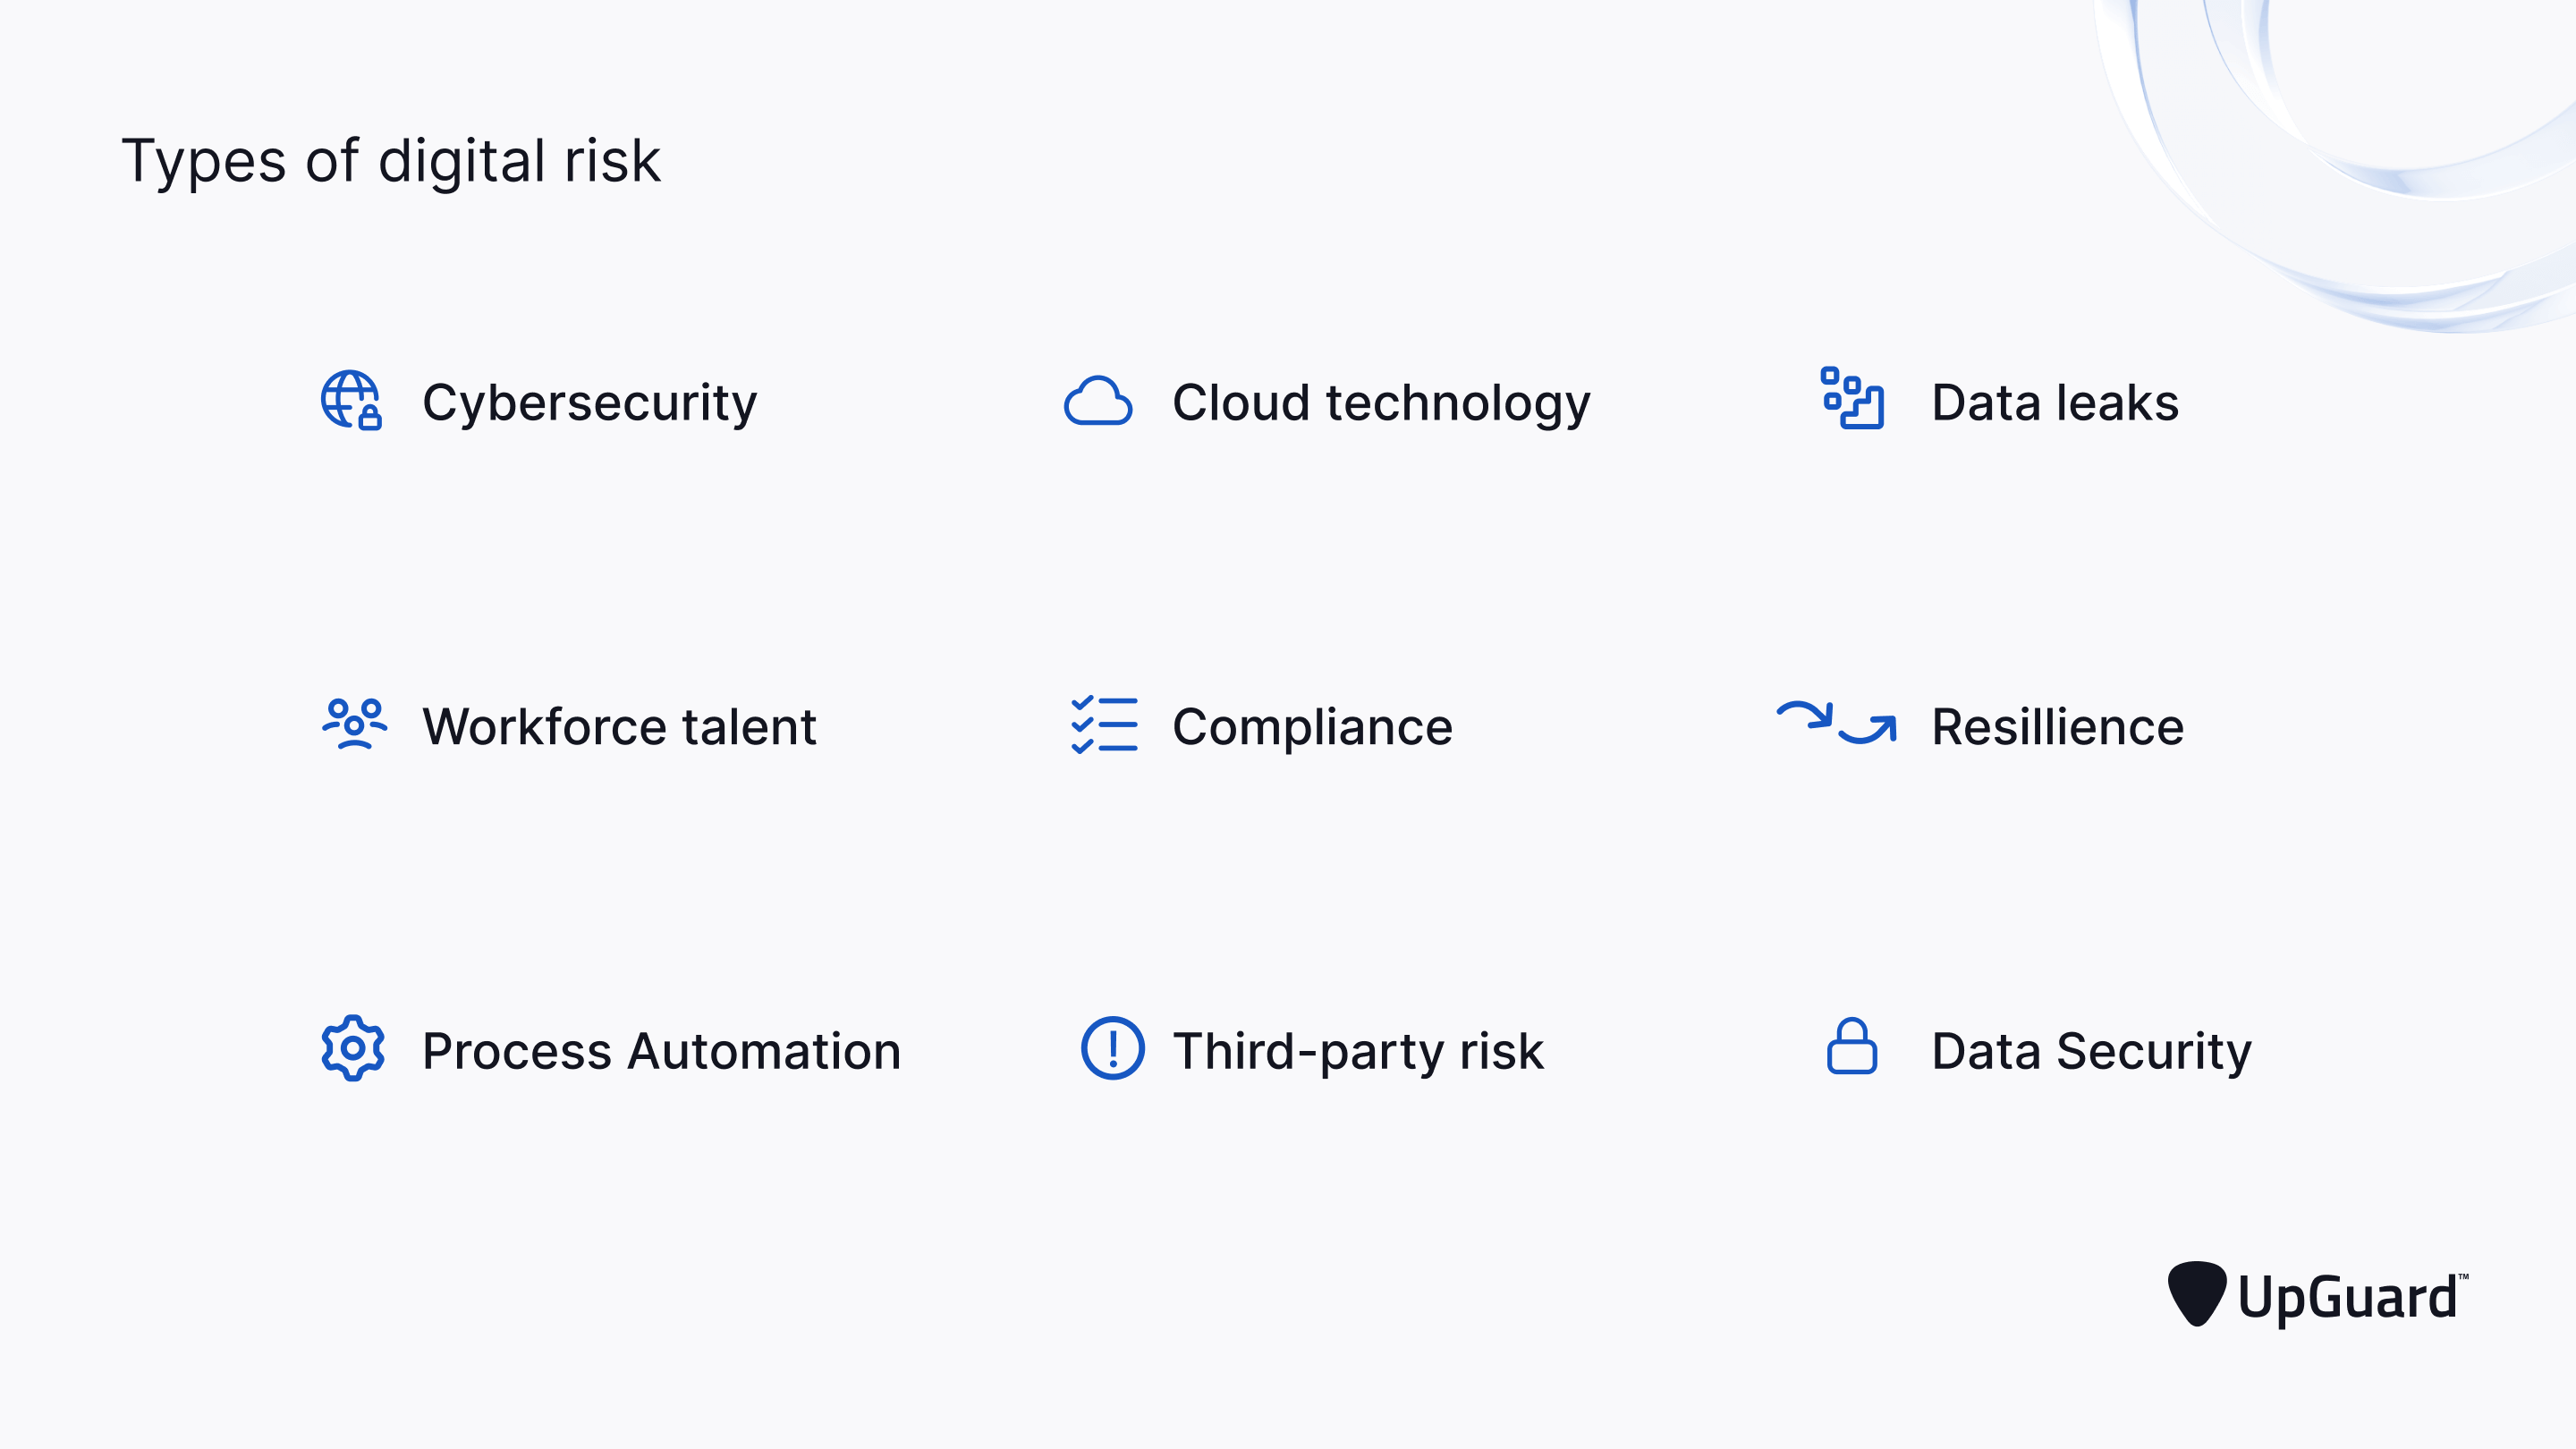 Types of digital risk
Cybersecurity
Cloud technology
Data leaks
Workforce talent
Compliance
Resillience
Process Automation
Third-party risk
Data Security
UpGuard™